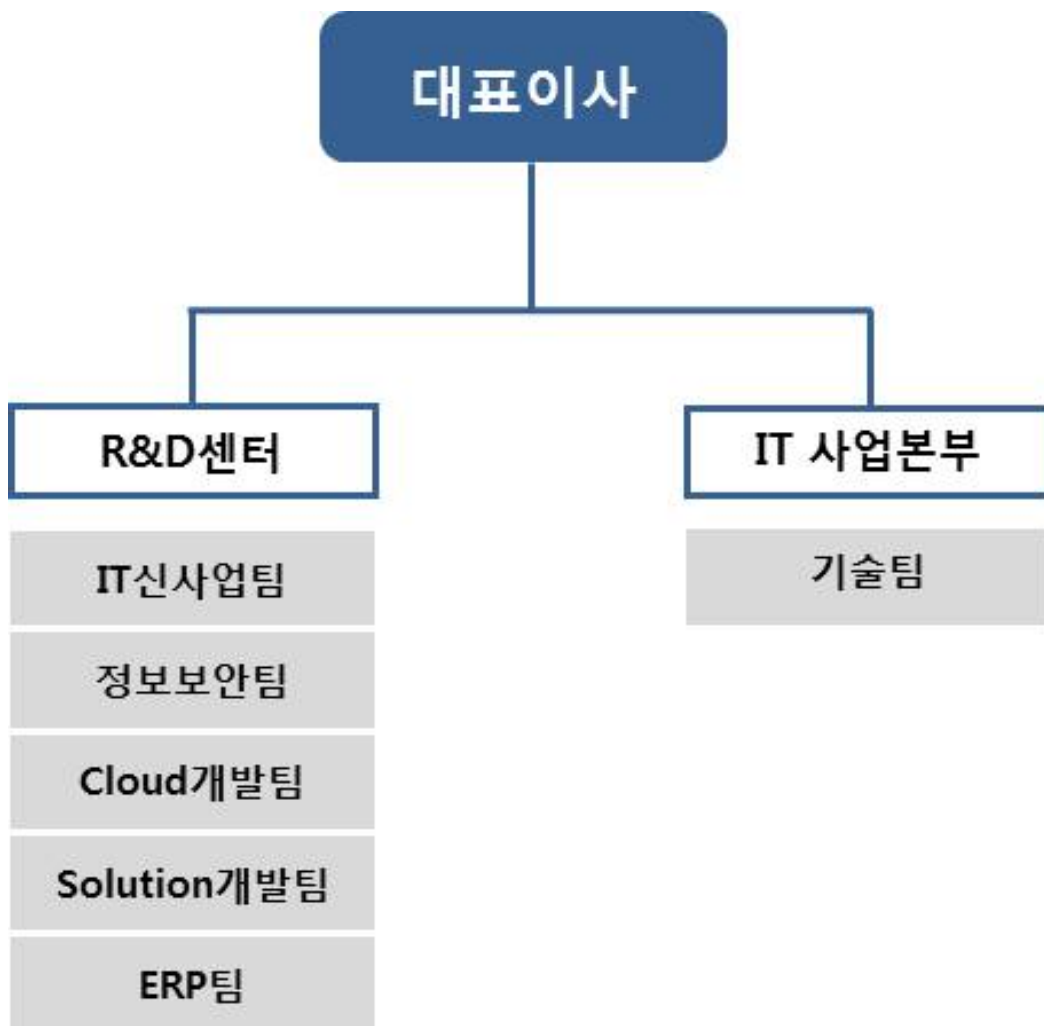 대표이사
R&D센터
IT 사업본부
IT신사업팀
기술팀
정보보안팀
Cloud개발팀
Solution개발팀
ERP팀